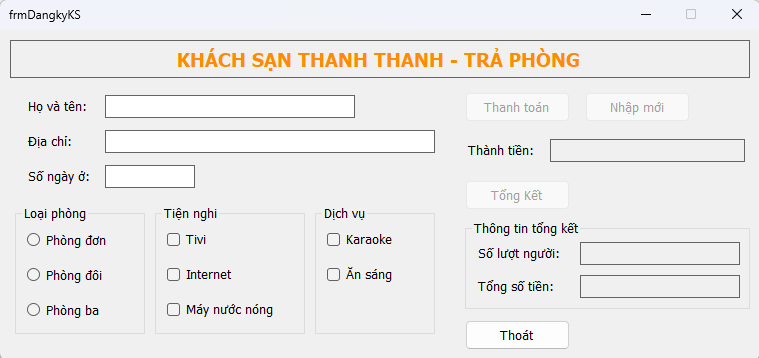 frmDangkyKS
KHÁCH SẠN THANH THANH - TRẢ PHÒNG
Họ và tên:
Địa chỉ:
Số ngày ở:
Thanh toán
Nhập mới
Thành tiền:
Tổng Kết
Loại phòng
Phòng đơn
Phòng đôi
Phòng ba
Tiện nghi
Tivi
Internet
Máy nước nóng
Dịch vụ
Karaoke
Ăn sáng
Thông tin tổng kết
Số lượt người:
Tổng số tiền:
Thoát